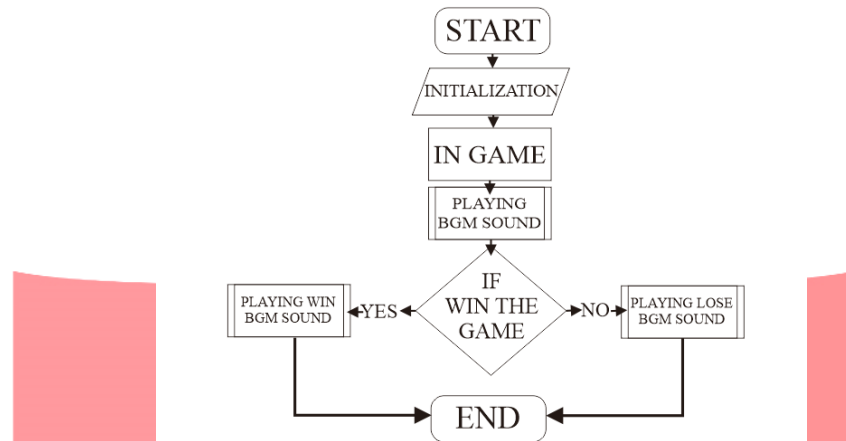 START
INITIALIZATION
IN GAME
PLAYING
BGM SOUND
IF
WIN THE
GAME
YES
NO
PLAYING WIN
BGM SOUND
PLAYING LOSE
BGM SOUND
END